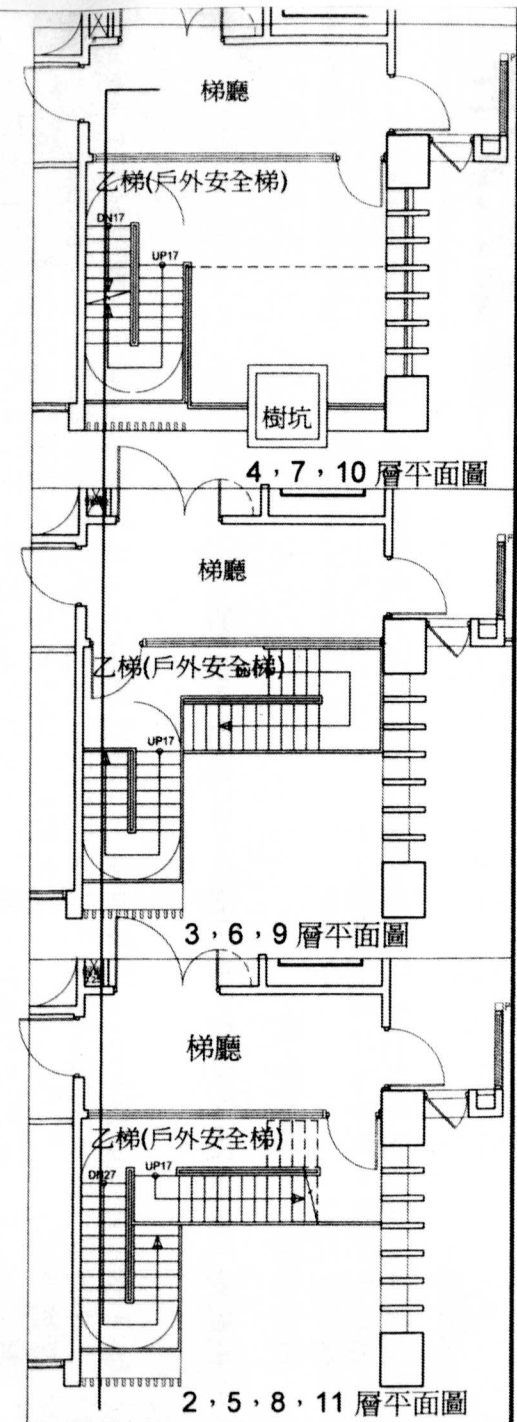 梯廳
乙梯(戶外安全梯)
DN17
UP17
樹坑
4，7，10 層平面圖
梯廳
乙梯(戶外安全梯)
UP17
3，6，9 層平面圖
梯廳
乙梯(戶外安全梯)
DN27
UP17
2，5，8，11 層平面圖